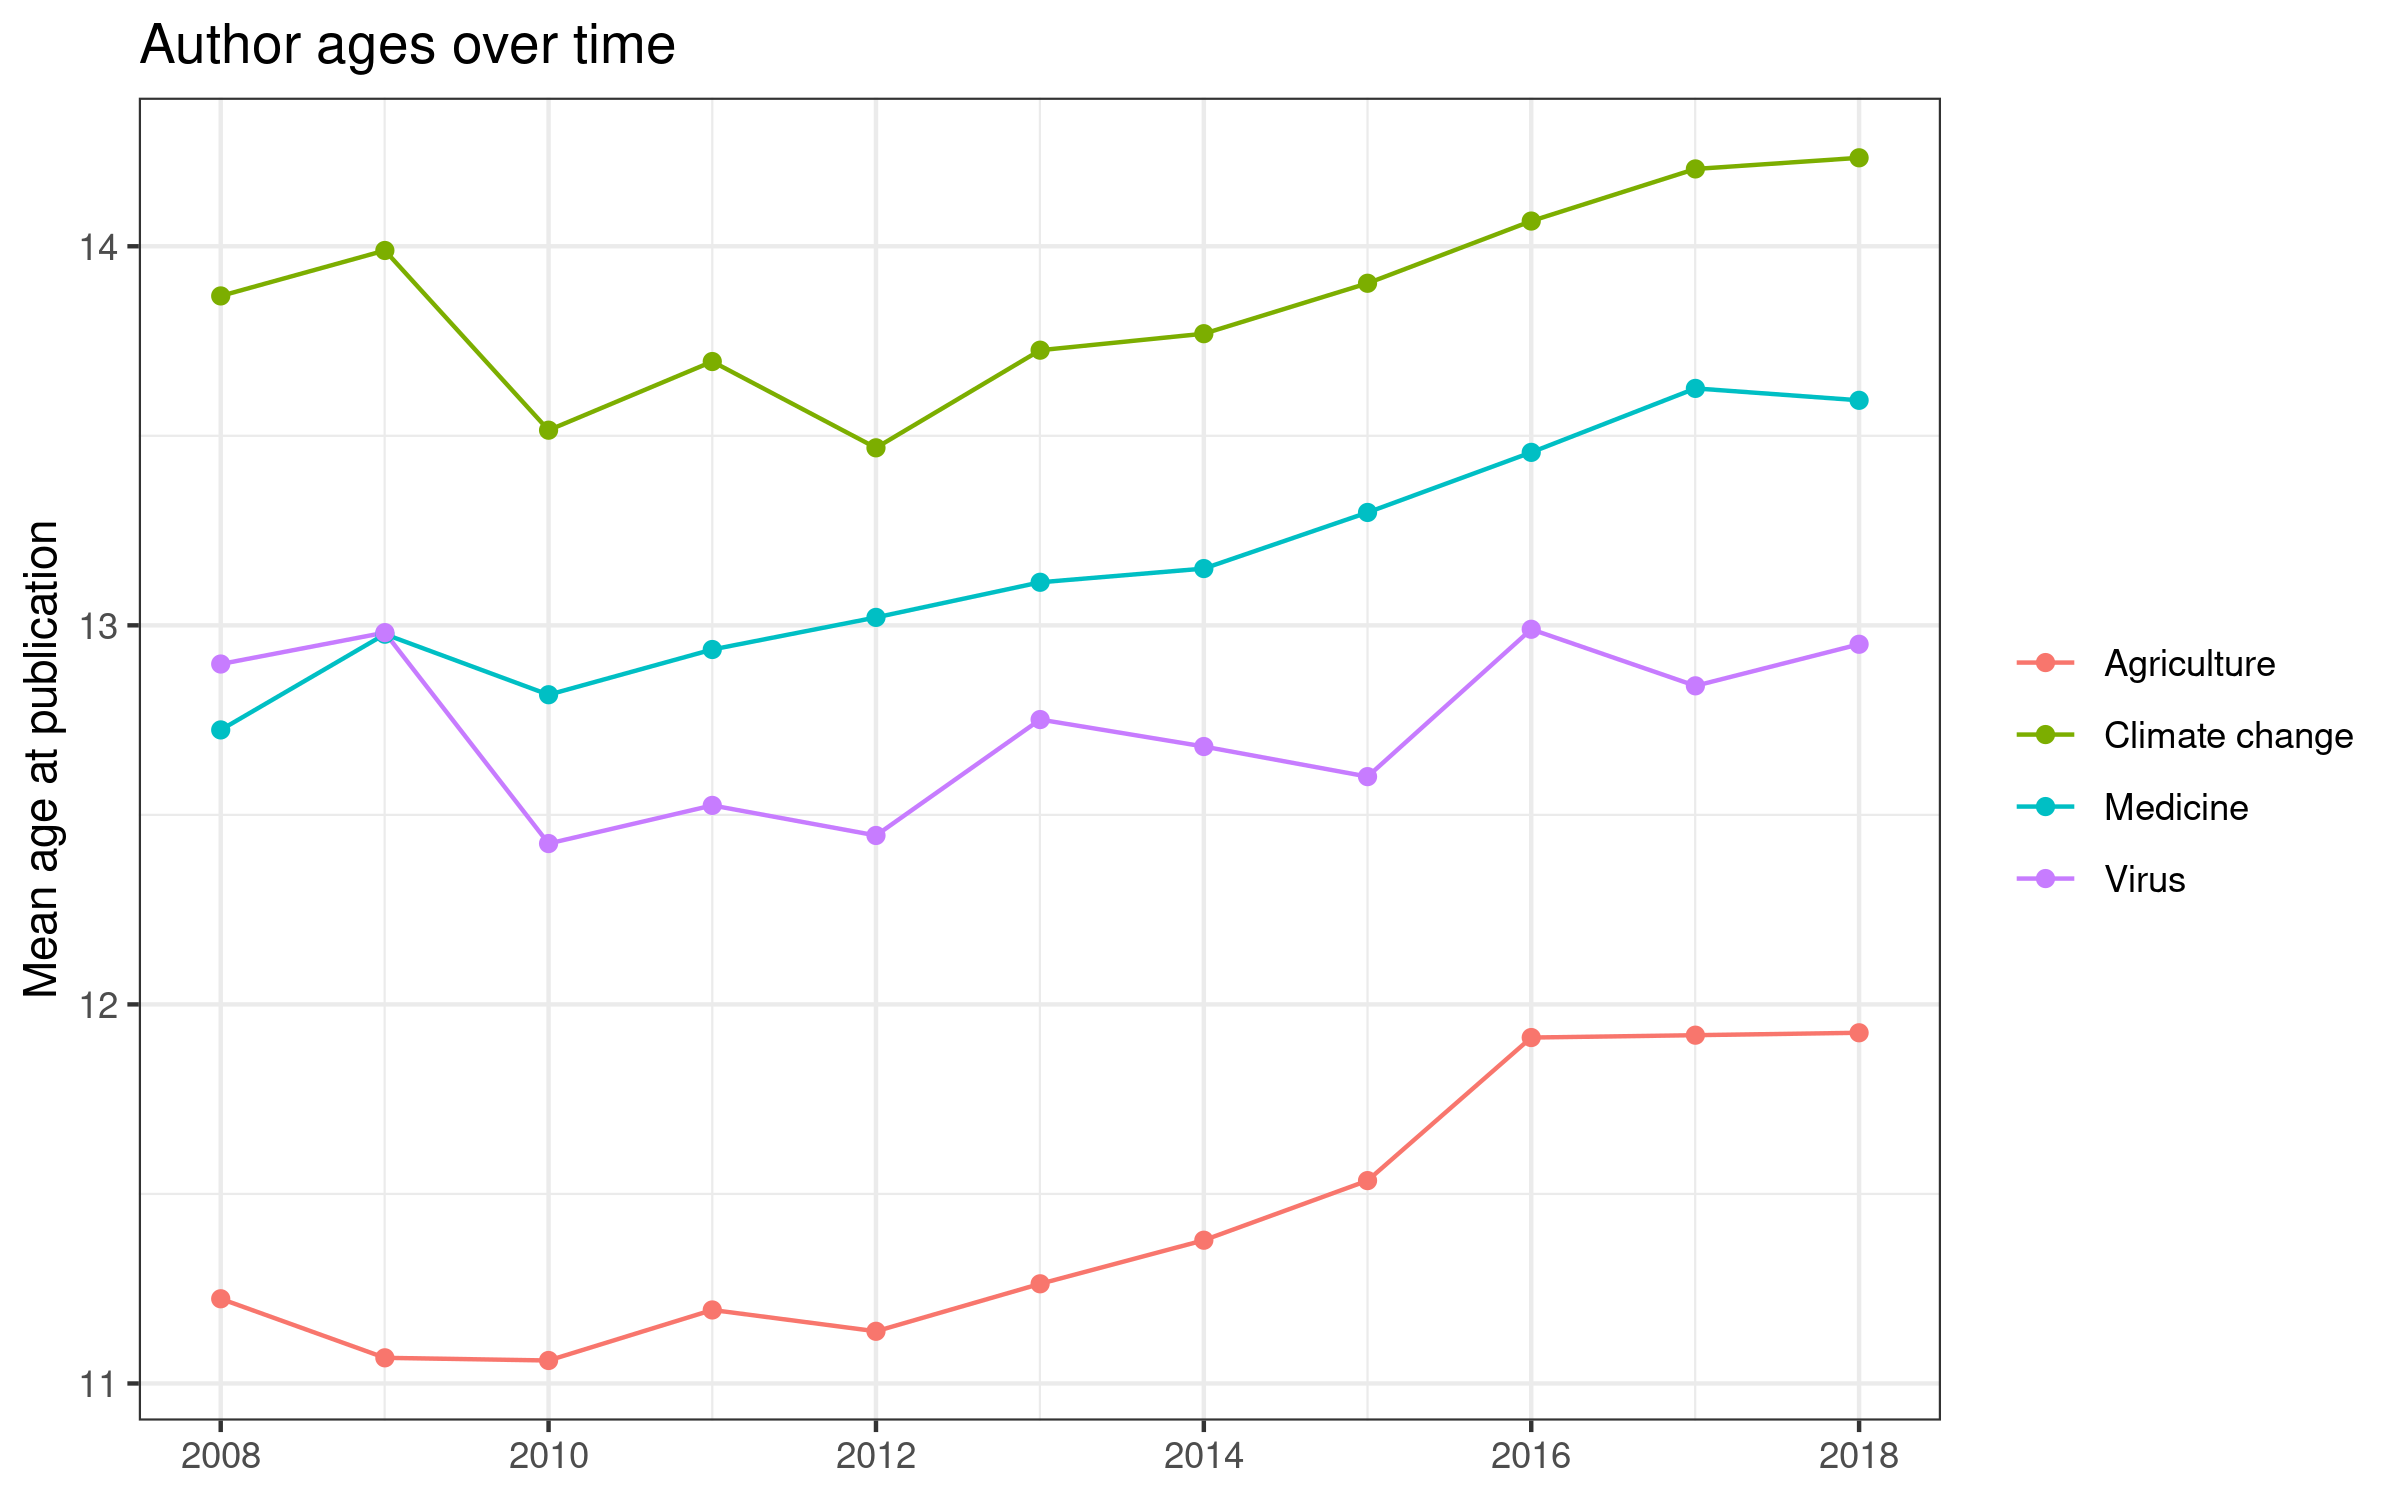 Author ages over time
Mean age at publication
14
13
12
11
2008 2010 2012 2014 2016 2018
Agriculture
Climate change
Medicine
Virus